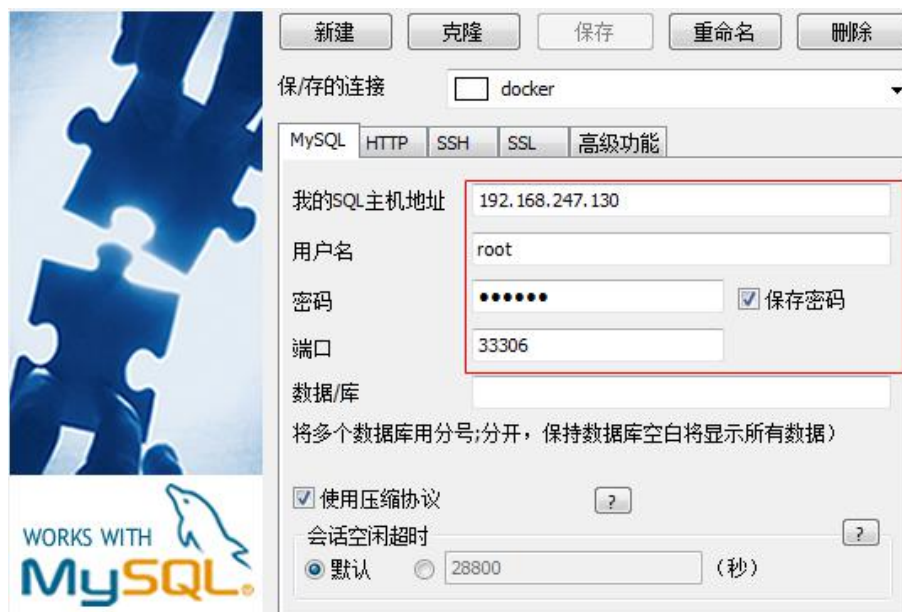 新建 克隆 保存 重命名 删除
保/存的连接 docker
MySQL HTTP SSH SSL 高级功能
我的SQL主机地址 192.168.247.130
用户名 root
密码 •••••• 保存密码
端口 33306
数据/库
将多个数据库用分号;分开，保持数据库空白将显示所有数据）
使用压缩协议 ?
会话空闲超时 ?
默认 28800 (秒)
WORKS WITH
MySQL®